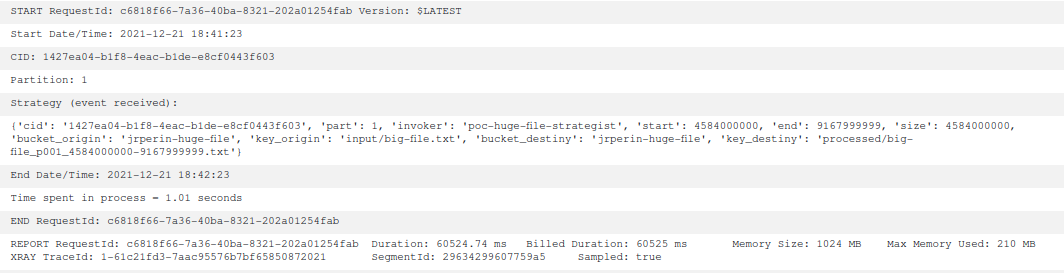 START RequestId: c6818f66-7a36-40ba-8321-202a01254fab Version: $LATEST
Start Date/Time: 2021-12-21 18:41:23
CID: 1427ea04-b1f8-4eac-b1de-e8cf0443f603
Partition: 1
Strategy (event received):
{'cid': '1427ea04-b1f8-4eac-b1de-e8cf0443f603', 'part': 1, 'invoker': 'poc-huge-file-strategist', 'start': 4584000000, 'end': 9167999999, 'size': 4584000000,
'bucket_origin': 'jrperin-huge-file', 'key_origin': 'input/big-file.txt', 'bucket_destiny': 'jrperin-huge-file', 'key_destiny': 'processed/big-
file_p001_4584000000-9167999999.txt'}
End Date/Time: 2021-12-21 18:42:23
Time spent in process = 1.01 seconds
END RequestId: c6818f66-7a36-40ba-8321-202a01254fab
REPORT RequestId: c6818f66-7a36-40ba-8321-202a01254fab Duration: 60524.74 ms Billed Duration: 60525 ms Memory Size: 1024 MB Max Memory Used: 210 MB
XRAY TraceId: 1-61c21fd3-7aac95576b7bf65850872021 SegmentId: 29634299607759a5 Sampled: true